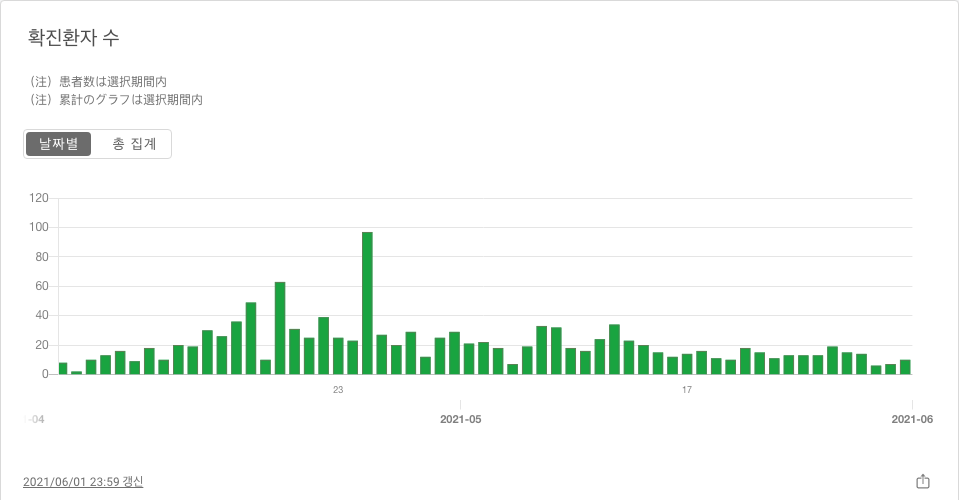 확진환자 수
（注）患者数は選択期間内
（注）累計のグラフは選択期間内
날짜별 총 집계
120
100
80
60
40
20
0
23 17
-04 2021-05 2021-06
2021/06/01 23:59 갱신